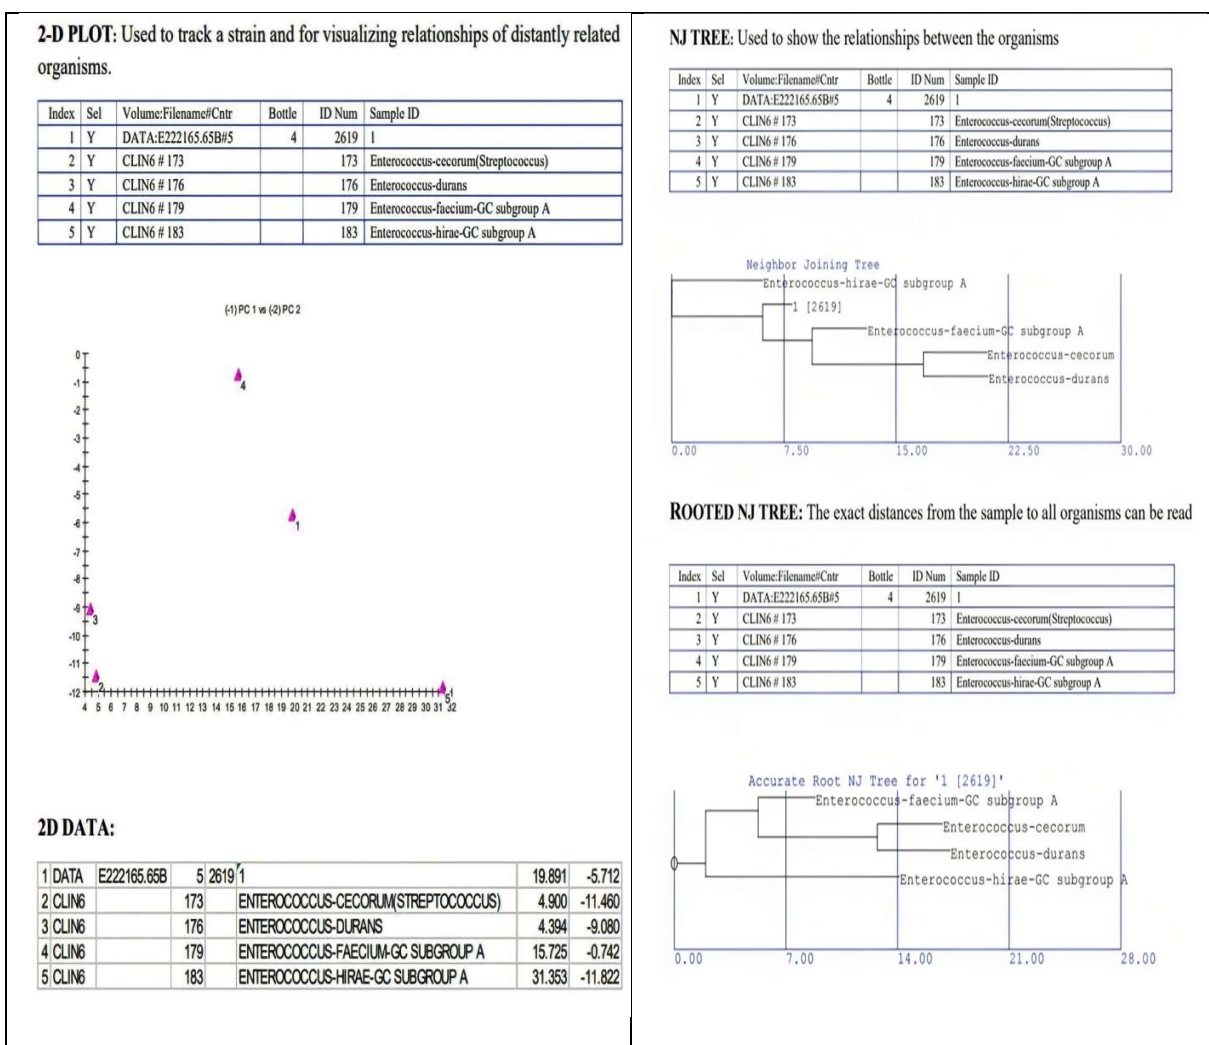 2-D PLOT: Used to track a strain and for visualizing relationships of distantly related
organisms.
Index Sel Volume:Filename#Cntr Bottle ID Num Sample ID
1 Y DATA:E222165.65B#5 4 2619 1
2 Y CLIN6 # 173 173 Enterococcus-cecorum(Streptococcus)
3 Y CLIN6 # 176 176 Enterococcus-durans
4 Y CLIN6 # 179 179 Enterococcus-faecium-GC subgroup A
5 Y CLIN6 # 183 183 Enterococcus-hirae-GC subgroup A
(-1) PC 1 vs (-2) PC 2
0
-1
4
-2
-3
-4
-5
-6
1
-7
-8
-9
3
-10
-11
-12
2
5
4 5 6 7 8 9 10 11 12 13 14 15 16 17 18 19 20 21 22 23 24 25 26 27 28 29 30 31 32
2D DATA:
1 DATA E222165.65B 5 2619 1 19.891 -5.712
2 CLIN6 173 ENTEROCOCCUS-CECORUM(STREPTOCOCCUS) 4.900 -11.460
3 CLIN6 176 ENTEROCOCCUS-DURANS 4.394 -9.080
4 CLIN6 179 ENTEROCOCCUS-FAECIUM-GC SUBGROUP A 15.725 -0.742
5 CLIN6 183 ENTEROCOCCUS-HIRAE-GC SUBGROUP A 31.353 -11.822
NJ TREE: Used to show the relationships between the organisms
Index Sel Volume:Filename#Cntr Bottle ID Num Sample ID
1 Y DATA:E222165.65B#5 4 2619 1
2 Y CLIN6 # 173 173 Enterococcus-cecorum(Streptococcus)
3 Y CLIN6 # 176 176 Enterococcus-durans
4 Y CLIN6 # 179 179 Enterococcus-faecium-GC subgroup A
5 Y CLIN6 # 183 183 Enterococcus-hirae-GC subgroup A
Neighbor Joining Tree
Enterococcus-hirae-GC subgroup A
1 [2619]
Enterococcus-faecium-GC subgroup A
Enterococcus-cecorum
Enterococcus-durans
0.00 7.50 15.00 22.50 30.00
ROOTED NJ TREE: The exact distances from the sample to all organisms can be read
Index Sel Volume:Filename#Cntr Bottle ID Num Sample ID
1 Y DATA:E222165.65B#5 4 2619 1
2 Y CLIN6 # 173 173 Enterococcus-cecorum(Streptococcus)
3 Y CLIN6 # 176 176 Enterococcus-durans
4 Y CLIN6 # 179 179 Enterococcus-faecium-GC subgroup A
5 Y CLIN6 # 183 183 Enterococcus-hirae-GC subgroup A
Accurate Root NJ Tree for '1 [2619]'
Enterococcus-faecium-GC subgroup A
Enterococcus-cecorum
Enterococcus-durans
Enterococcus-hirae-GC subgroup A
0.00 7.00 14.00 21.00 28.00